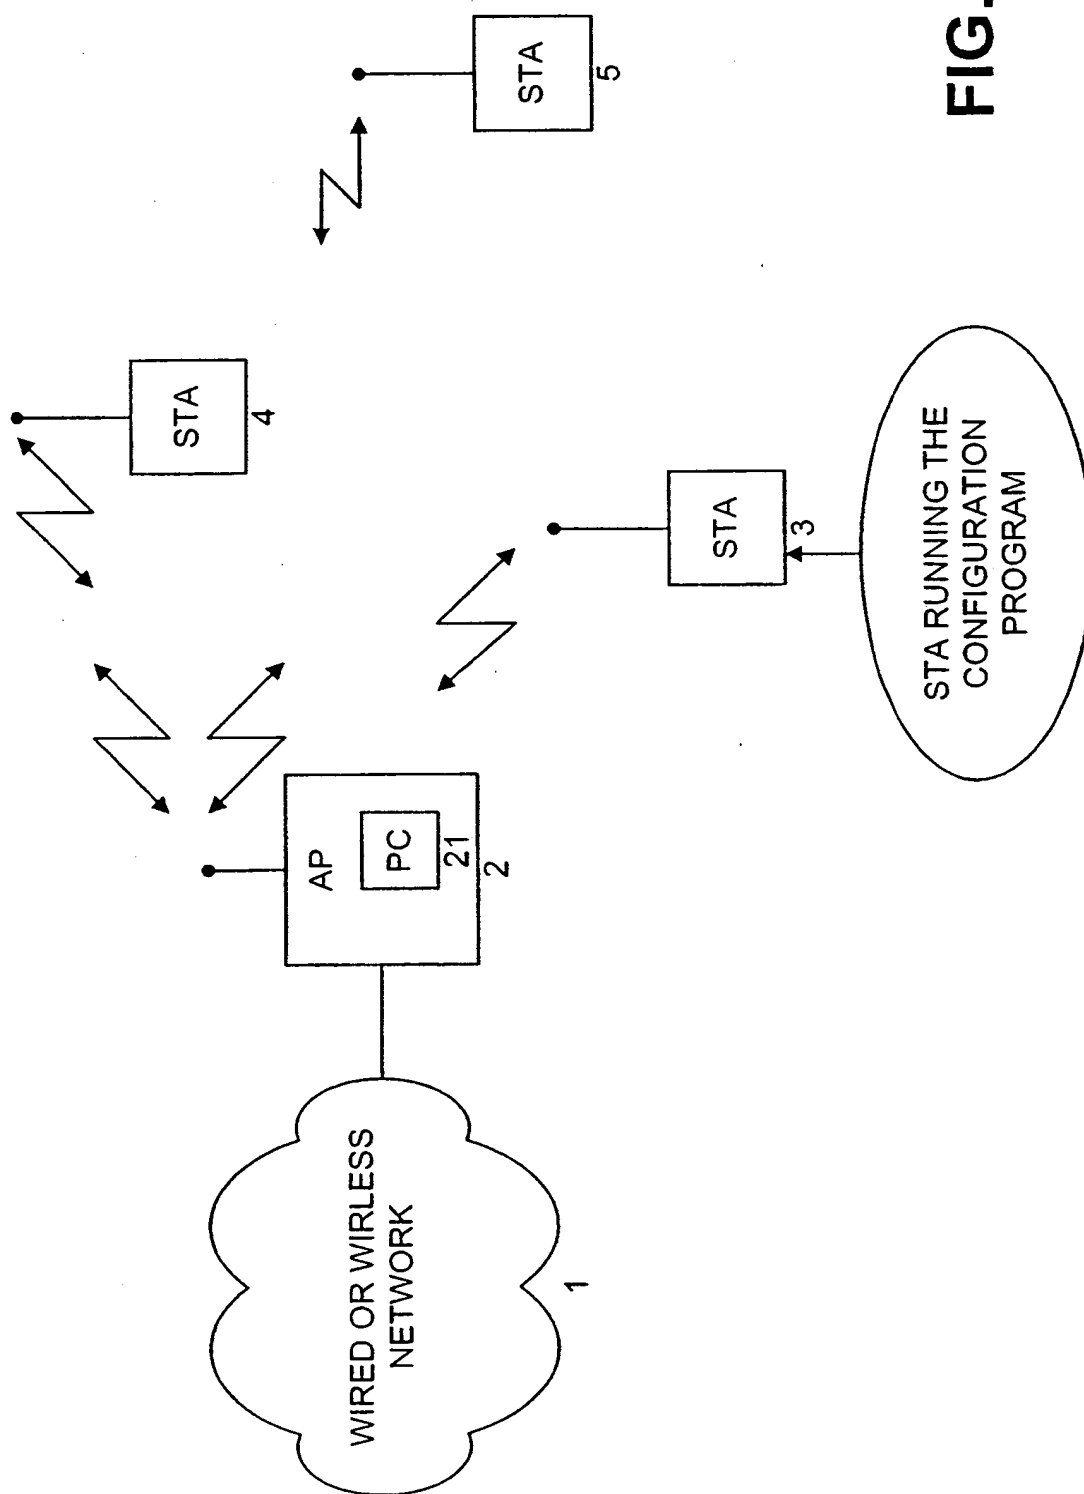 WIRED OR WIRLESS
NETWORK
1
AP
PC
21
2
STA
4
STA
3
STA
5
STA RUNNING THE
CONFIGURATION
PROGRAM
FIG.